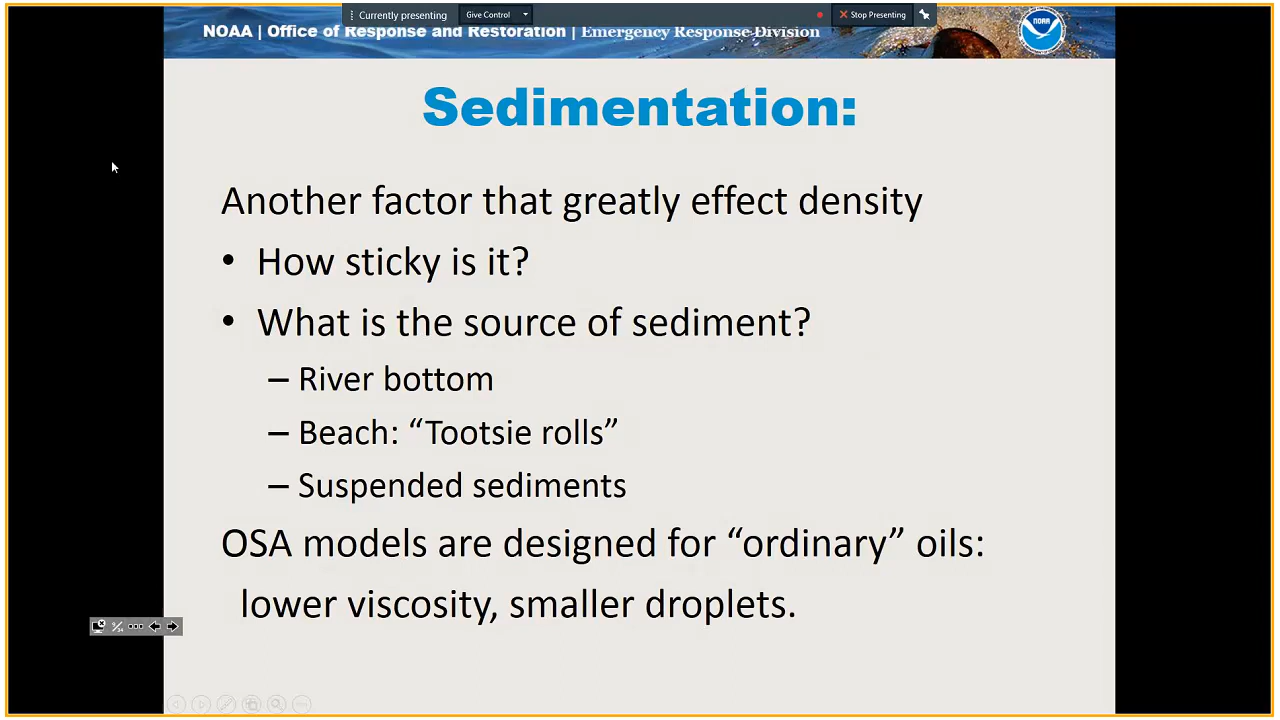 Currently presenting
Give Control
Stop Presenting
NOAA | Office of Response and Restoration | Emergency Response Division
NOAA
Sedimentation:
Another factor that greatly effect density
• How sticky is it?
• What is the source of sediment?
– River bottom
– Beach: “Tootsie rolls”
– Suspended sediments
OSA models are designed for “ordinary” oils:
lower viscosity, smaller droplets.